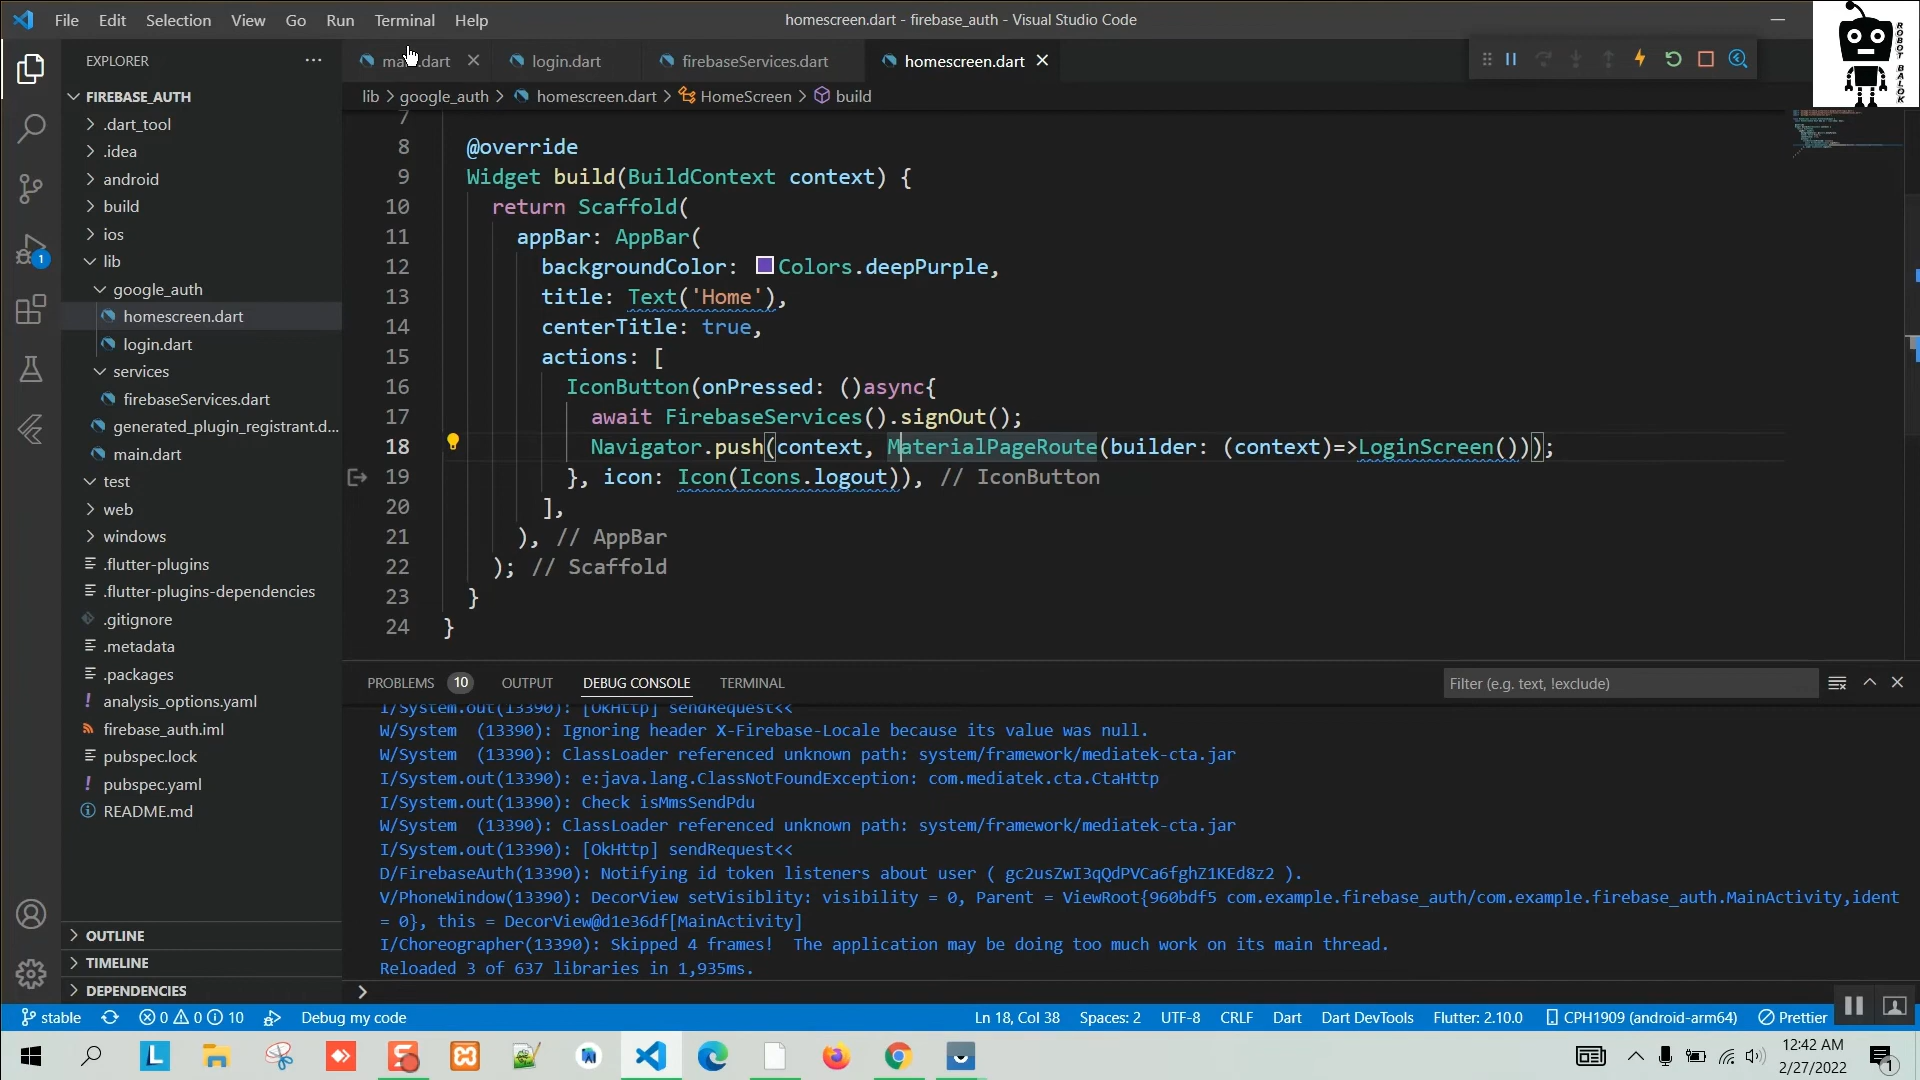 File Edit Selection View Go Run Terminal Help
homescreen.dart - firebase_auth - Visual Studio Code
ROBOT BALOK
EXPLORER
login.dart
firebaseServices.dart
homescreen.dart
lib > google_auth > homescreen.dart > HomeScreen > build
FIREBASE_AUTH
.dart_tool
.idea
android
build
ios
lib
google_auth
homescreen.dart
login.dart
services
firebaseServices.dart
generated_plugin_registrant.d...
main.dart
test
web
windows
.flutter-plugins
.flutter-plugins-dependencies
.gitignore
.metadata
.packages
analysis_options.yaml
firebase_auth.iml
pubspec.lock
pubspec.yaml
README.md
OUTLINE
TIMELINE
DEPENDENCIES
7
8 @override
9 Widget build(BuildContext context) {
10 return Scaffold(
11 appBar: AppBar(
12 backgroundColor: Colors.deepPurple,
13 title: Text('Home'),
14 centerTitle: true,
15 actions: [
16 IconButton(onPressed: ()async{
17 await FirebaseServices().signOut();
18 Navigator.push(context, MaterialPageRoute(builder: (context)=>LoginScreen()));
19 }, icon: Icon(Icons.logout)), // IconButton
20 ],
21 ), // AppBar
22 ); // Scaffold
23 }
24 }
PROBLEMS 10 OUTPUT DEBUG CONSOLE TERMINAL
Filter (e.g. text, !exclude)
I/System.out(13390): [OkHttp] sendRequest<<
W/System  (13390): Ignoring header X-Firebase-Locale because its value was null.
W/System  (13390): ClassLoader referenced unknown path: system/framework/mediatek-cta.jar
I/System.out(13390): e:java.lang.ClassNotFoundException: com.mediatek.cta.CtaHttp
I/System.out(13390): Check isMmsSendPdu
W/System  (13390): ClassLoader referenced unknown path: system/framework/mediatek-cta.jar
I/System.out(13390): [OkHttp] sendRequest<<
D/FirebaseAuth(13390): Notifying id token listeners about user ( gc2usZwI3qQdPVCa6fghZ1KEd8z2 ).
V/PhoneWindow(13390): DecorView setVisiblity: visibility = 0, Parent = ViewRoot{960bdf5 com.example.firebase_auth/com.example.firebase_auth.MainActivity,ident
= 0}, this = DecorView@d1e36df[MainActivity]
I/Choreographer(13390): Skipped 4 frames!  The application may be doing too much work on its main thread.
Reloaded 3 of 637 libraries in 1,935ms.
stable 0 0 10 Debug my code
Ln 18, Col 38 Spaces: 2 UTF-8 CRLF Dart Dart DevTools Flutter: 2.10.0 CPH1909 (android-arm64) Prettier
12:42 AM
2/27/2022
1